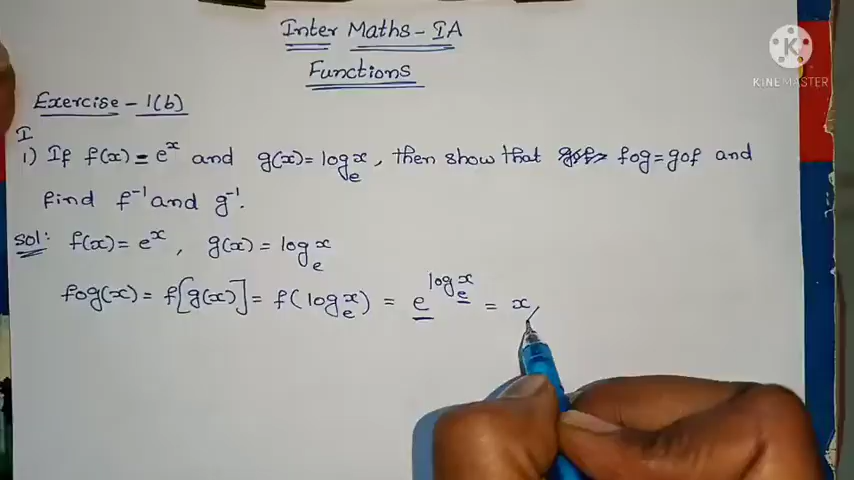 Inter Maths - IA
Functions
K
KINEMASTER
Exercise - 1(b)
I
1) If f(x) = e^x and g(x) = log_e x, then show that fog = gof and
find f^-1 and g^-1.
sol: f(x) = e^x, g(x) = log_e x
fog(x) = f[g(x)] = f(log_e x) = e^(log_e x) = x